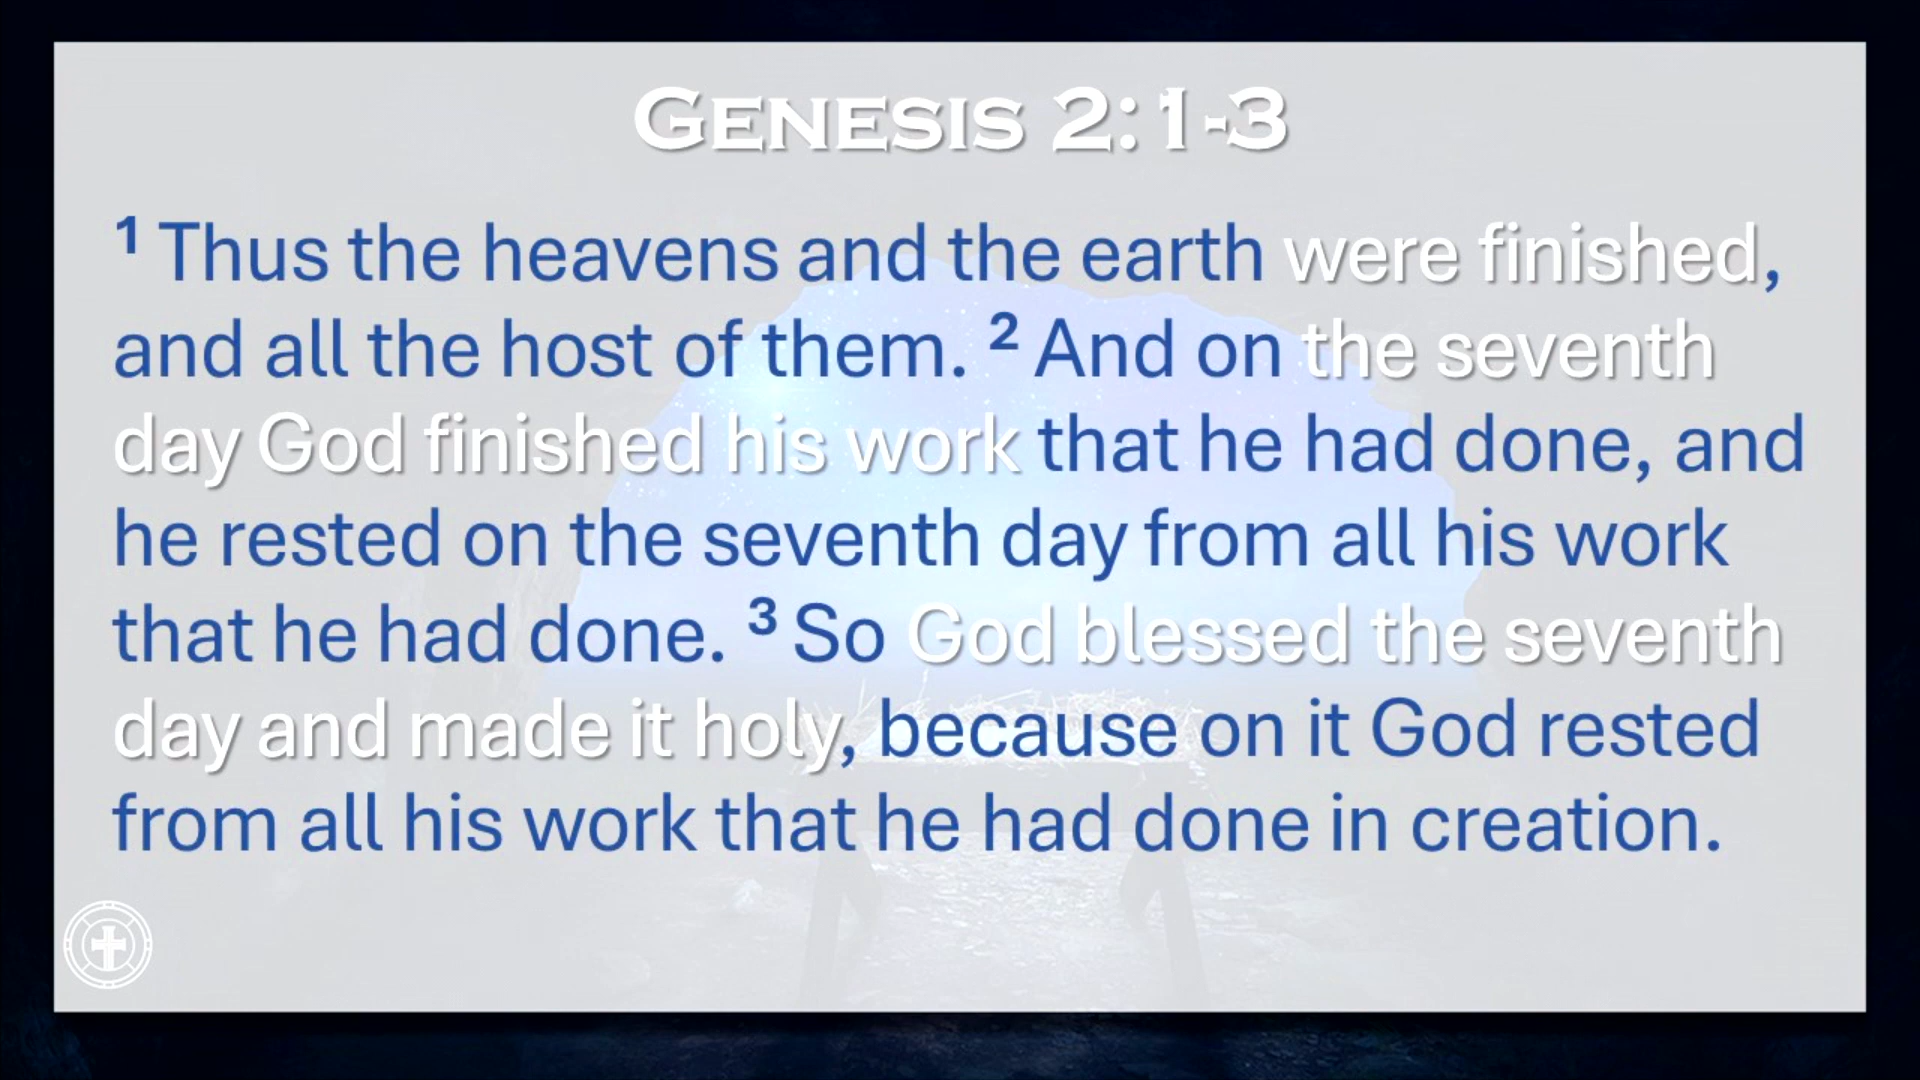 GENESIS 2:1-3
1 Thus the heavens and the earth were finished,
and all the host of them. 2 And on the seventh
day God finished his work that he had done, and
he rested on the seventh day from all his work
that he had done. 3 So God blessed the seventh
day and made it holy, because on it God rested
from all his work that he had done in creation.